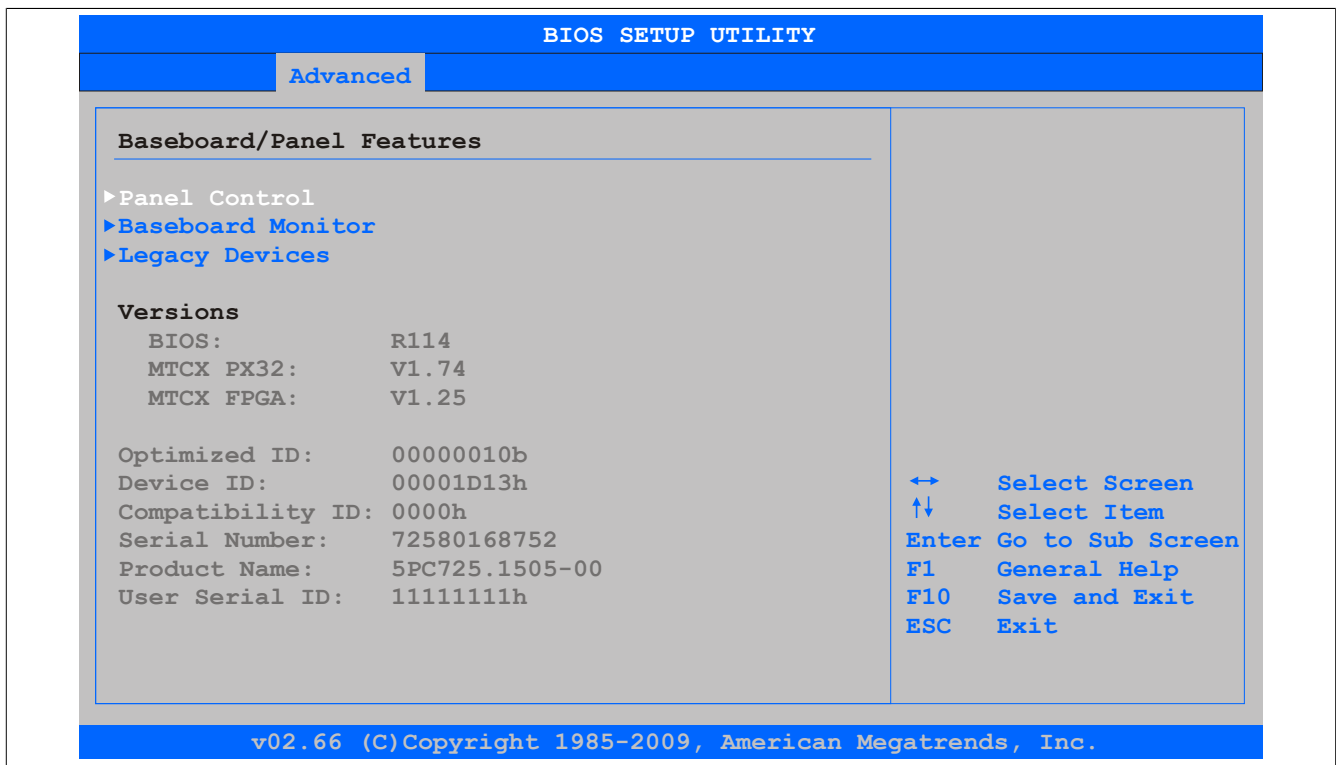 BIOS SETUP UTILITY
Advanced
Baseboard/Panel Features
Panel Control
Baseboard Monitor
Legacy Devices
Versions
BIOS: R114
MTCX PX32: V1.74
MTCX FPGA: V1.25
Optimized ID: 00000010b
Device ID: 00001D13h
Compatibility ID: 0000h
Serial Number: 72580168752
Product Name: 5PC725.1505-00
User Serial ID: 11111111h
↔ Select Screen
↑↓ Select Item
Enter Go to Sub Screen
F1 General Help
F10 Save and Exit
ESC Exit
v02.66 (C)Copyright 1985-2009, American Megatrends, Inc.